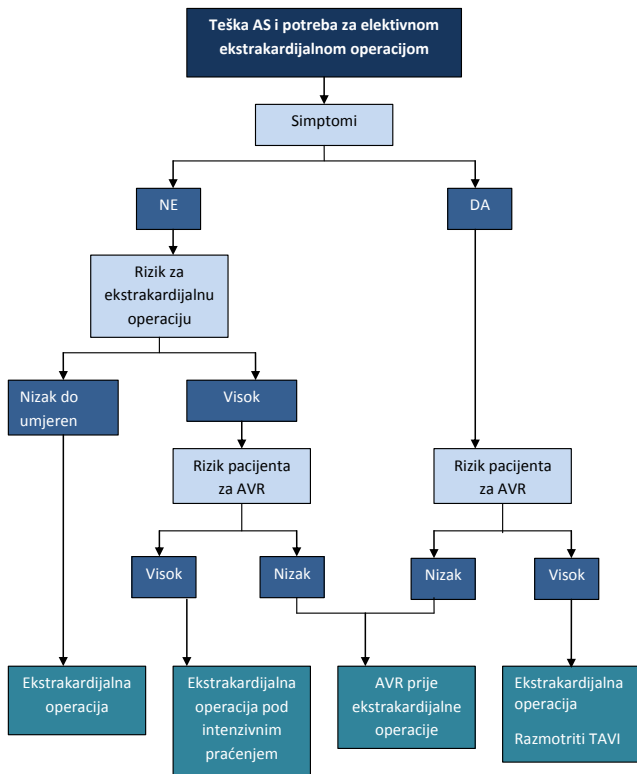 Teška AS i potreba za elektivnom
ekstrakardijalnom operacijom
Simptomi
NE
DA
Rizik za
ekstrakardijalnu
operaciju
Nizak do
umjeren
Visok
Rizik pacijenta
za AVR
Rizik pacijenta
za AVR
Visok
Nizak
Nizak
Visok
Ekstrakardijalna
operacija
Ekstrakardijalna
operacija pod
intenzivnim
praćenjem
AVR prije
ekstrakardijalne
operacije
Ekstrakardijalna
operacija
Razmotriti TAVI